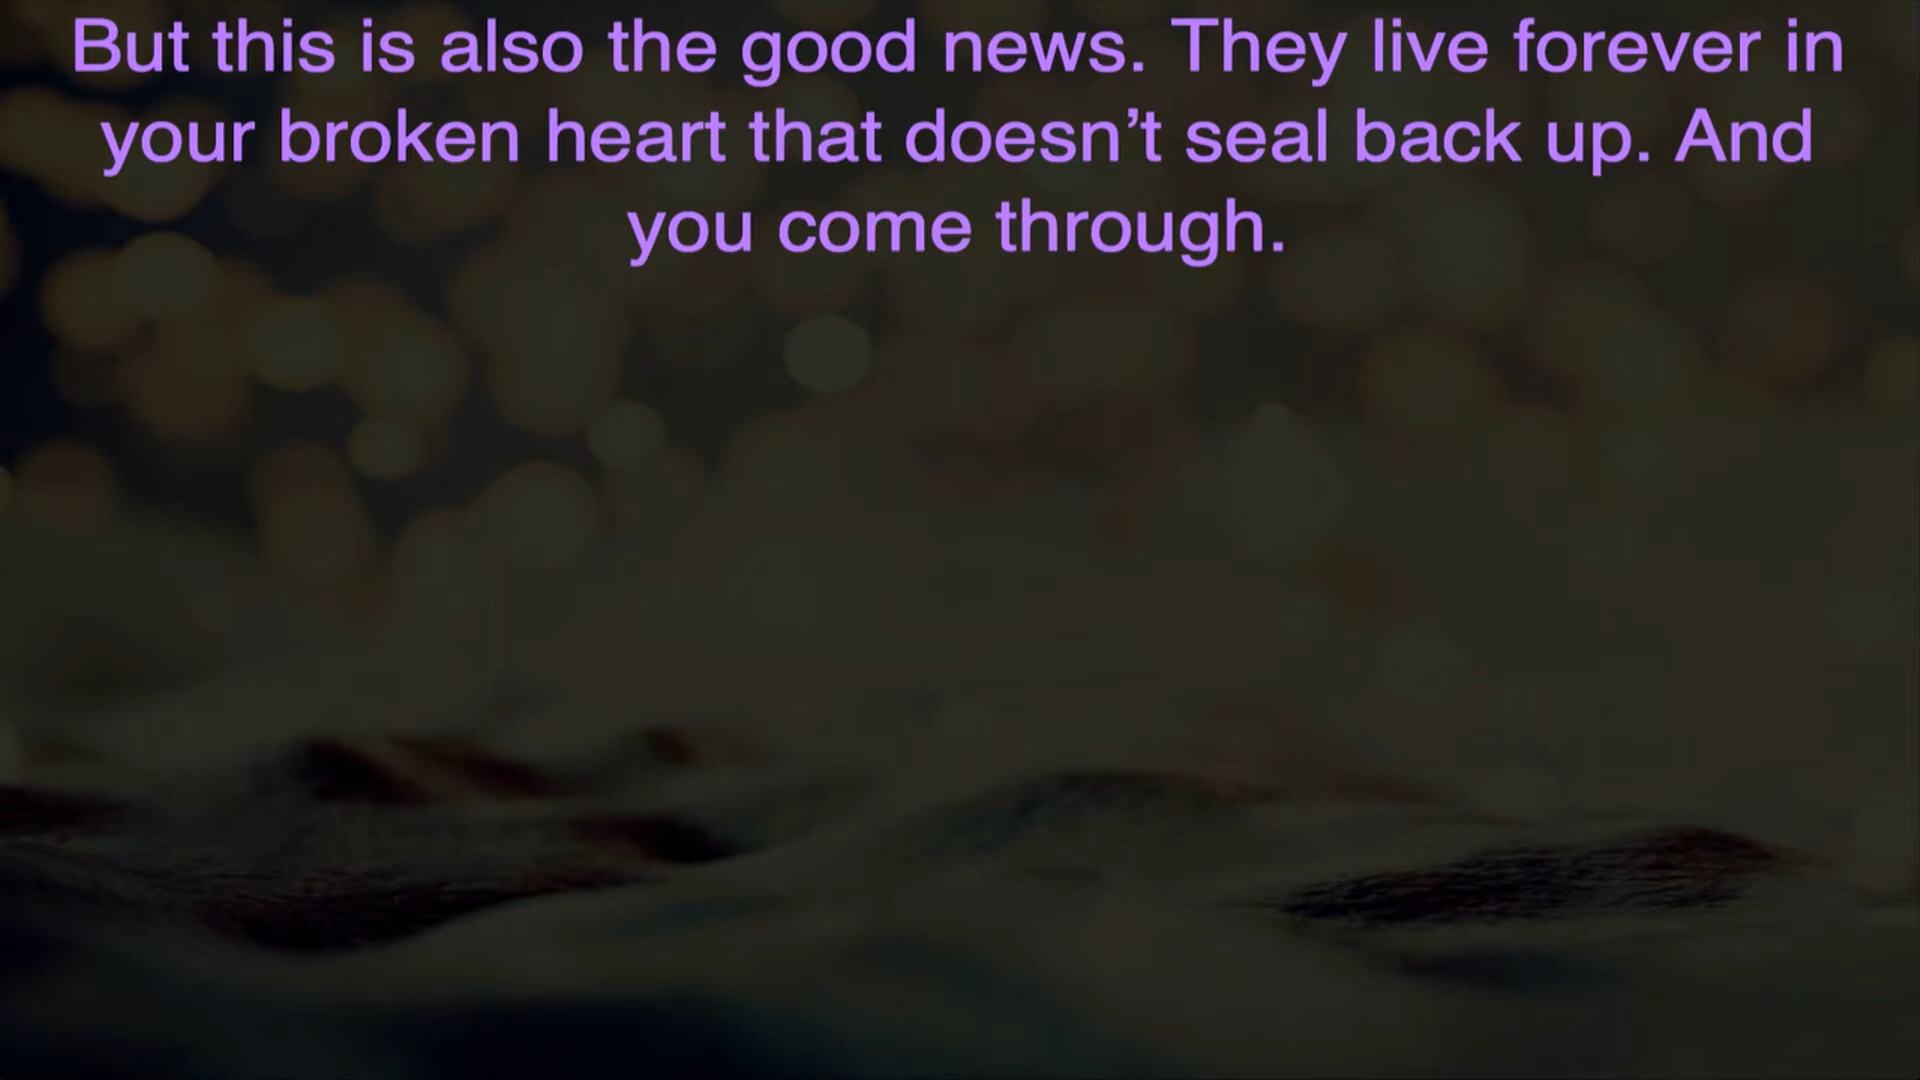 But this is also the good news. They live forever in
your broken heart that doesn’t seal back up. And
you come through.